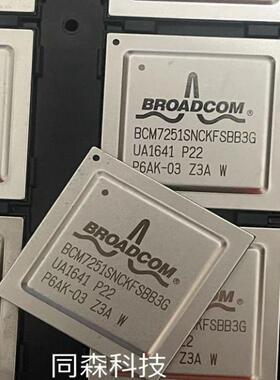 BROADCOM
BCM7251SNCKFSBB3G
UA1641 P22
P6AK-03 Z3A W
BROADCOM
BCM7251SNCKFSBB3G
UA1641 P22
P6AK-03 Z3A W
同森科技